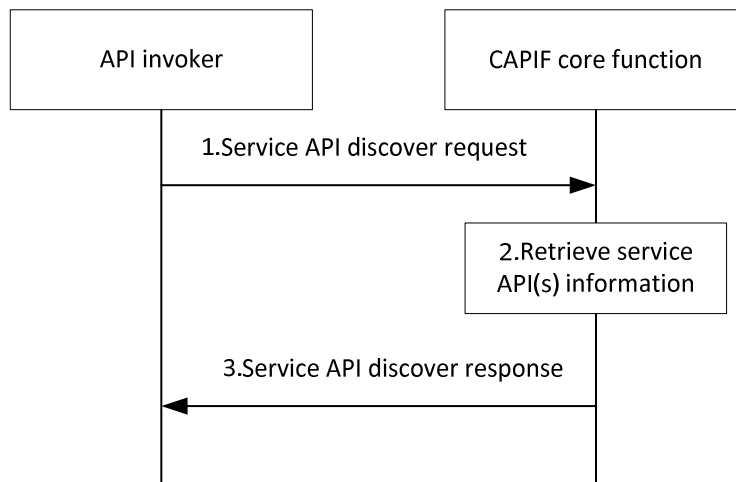 API invoker
CAPIF core function
1.Service API discover request
2.Retrieve service
API(s) information
3.Service API discover response